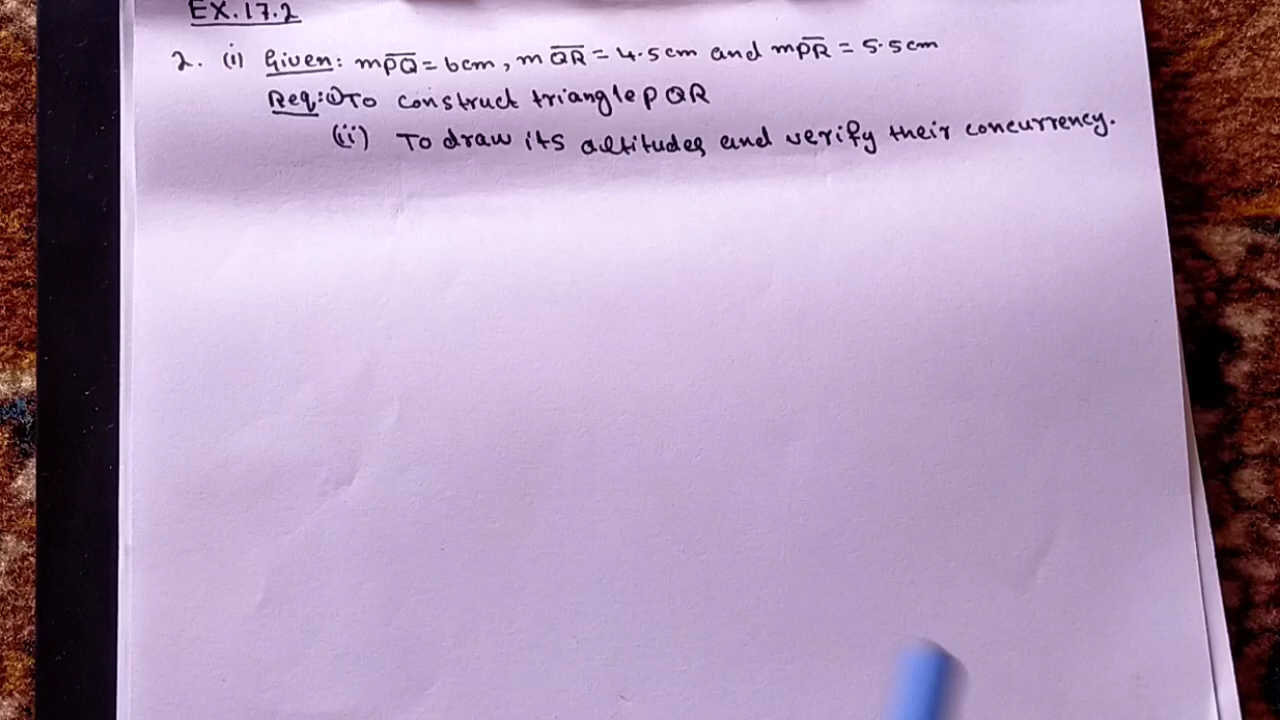 EX.17.2
2. (i) Given: mPQ̅ = 6cm, m QR̅ = 4.5cm and mPR̅ = 5.5cm
Req:(i) To construct triangle PQR
(ii) To draw its altitudes and verify their concurrency.